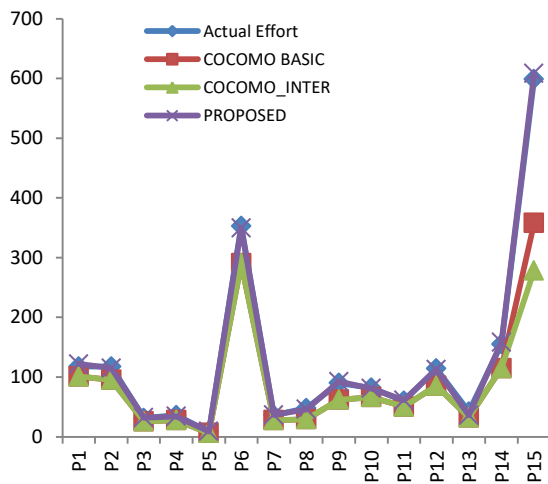 700
600
500
400
300
200
100
0
Actual Effort
COCOMO BASIC
COCOMO_INTER
PROPOSED
P1 P2 P3 P4 P5 P6 P7 P8 P9 P10 P11 P12 P13 P14 P15